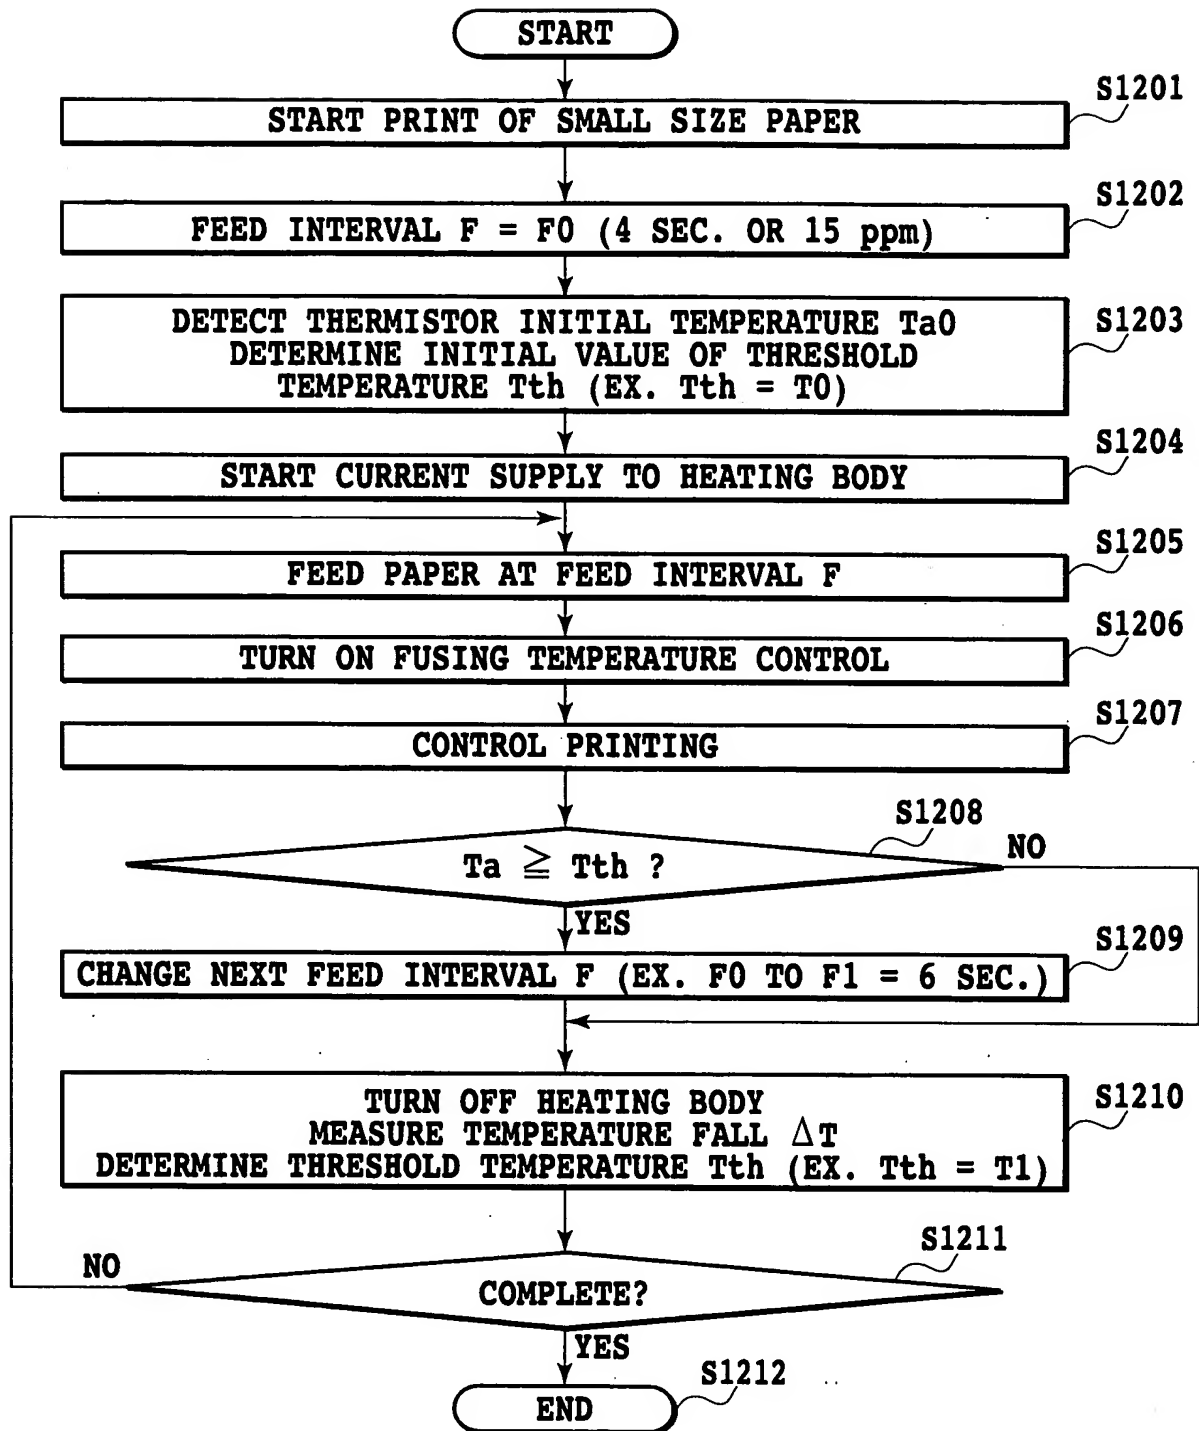 START
S1201
START PRINT OF SMALL SIZE PAPER
S1202
FEED INTERVAL F = F0 (4 SEC. OR 15 ppm)
S1203
DETECT THERMISTOR INITIAL TEMPERATURE Ta0
DETERMINE INITIAL VALUE OF THRESHOLD
TEMPERATURE Tth (EX. Tth = T0)
S1204
START CURRENT SUPPLY TO HEATING BODY
S1205
FEED PAPER AT FEED INTERVAL F
S1206
TURN ON FUSING TEMPERATURE CONTROL
S1207
CONTROL PRINTING
S1208
Ta ≧ Tth ?
NO
YES
S1209
CHANGE NEXT FEED INTERVAL F (EX. F0 TO F1 = 6 SEC.)
S1210
TURN OFF HEATING BODY
MEASURE TEMPERATURE FALL ΔT
DETERMINE THRESHOLD TEMPERATURE Tth (EX. Tth = T1)
S1211
NO
COMPLETE?
YES
S1212
END